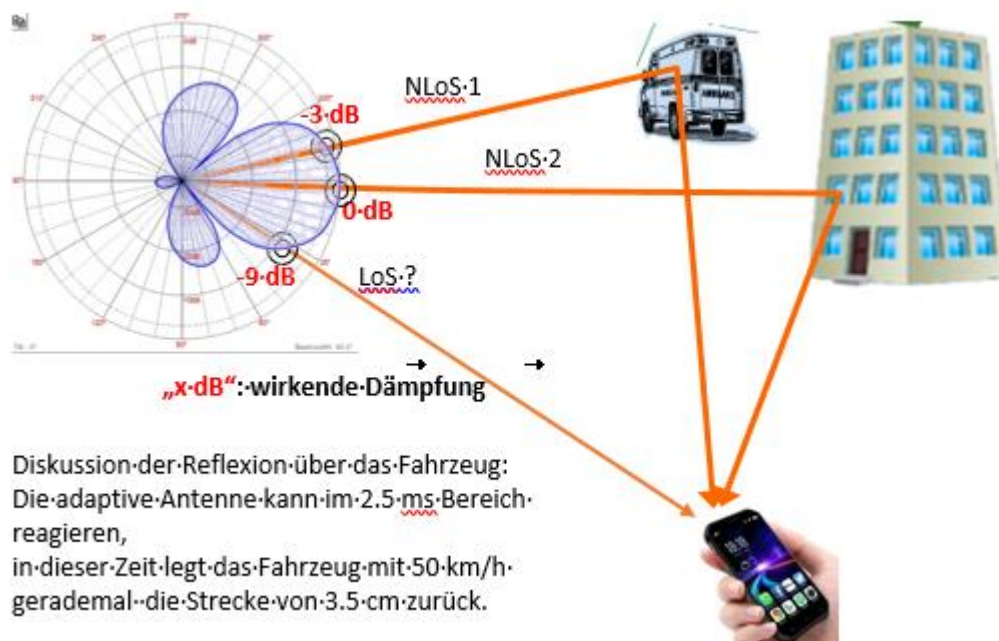 NLoS·1
-3·dB
NLoS·2
0·dB
-9·dB
LoS·?
„x·dB“:·wirkende·Dämpfung
Diskussion·der·Reflexion·über·das·Fahrzeug:
Die·adaptive·Antenne·kann·im·2.5·ms·Bereich·
reagieren,
in·dieser·Zeit·legt·das·Fahrzeug·mit·50·km/h·
gerademal··die·Strecke·von·3.5·cm·zurück.